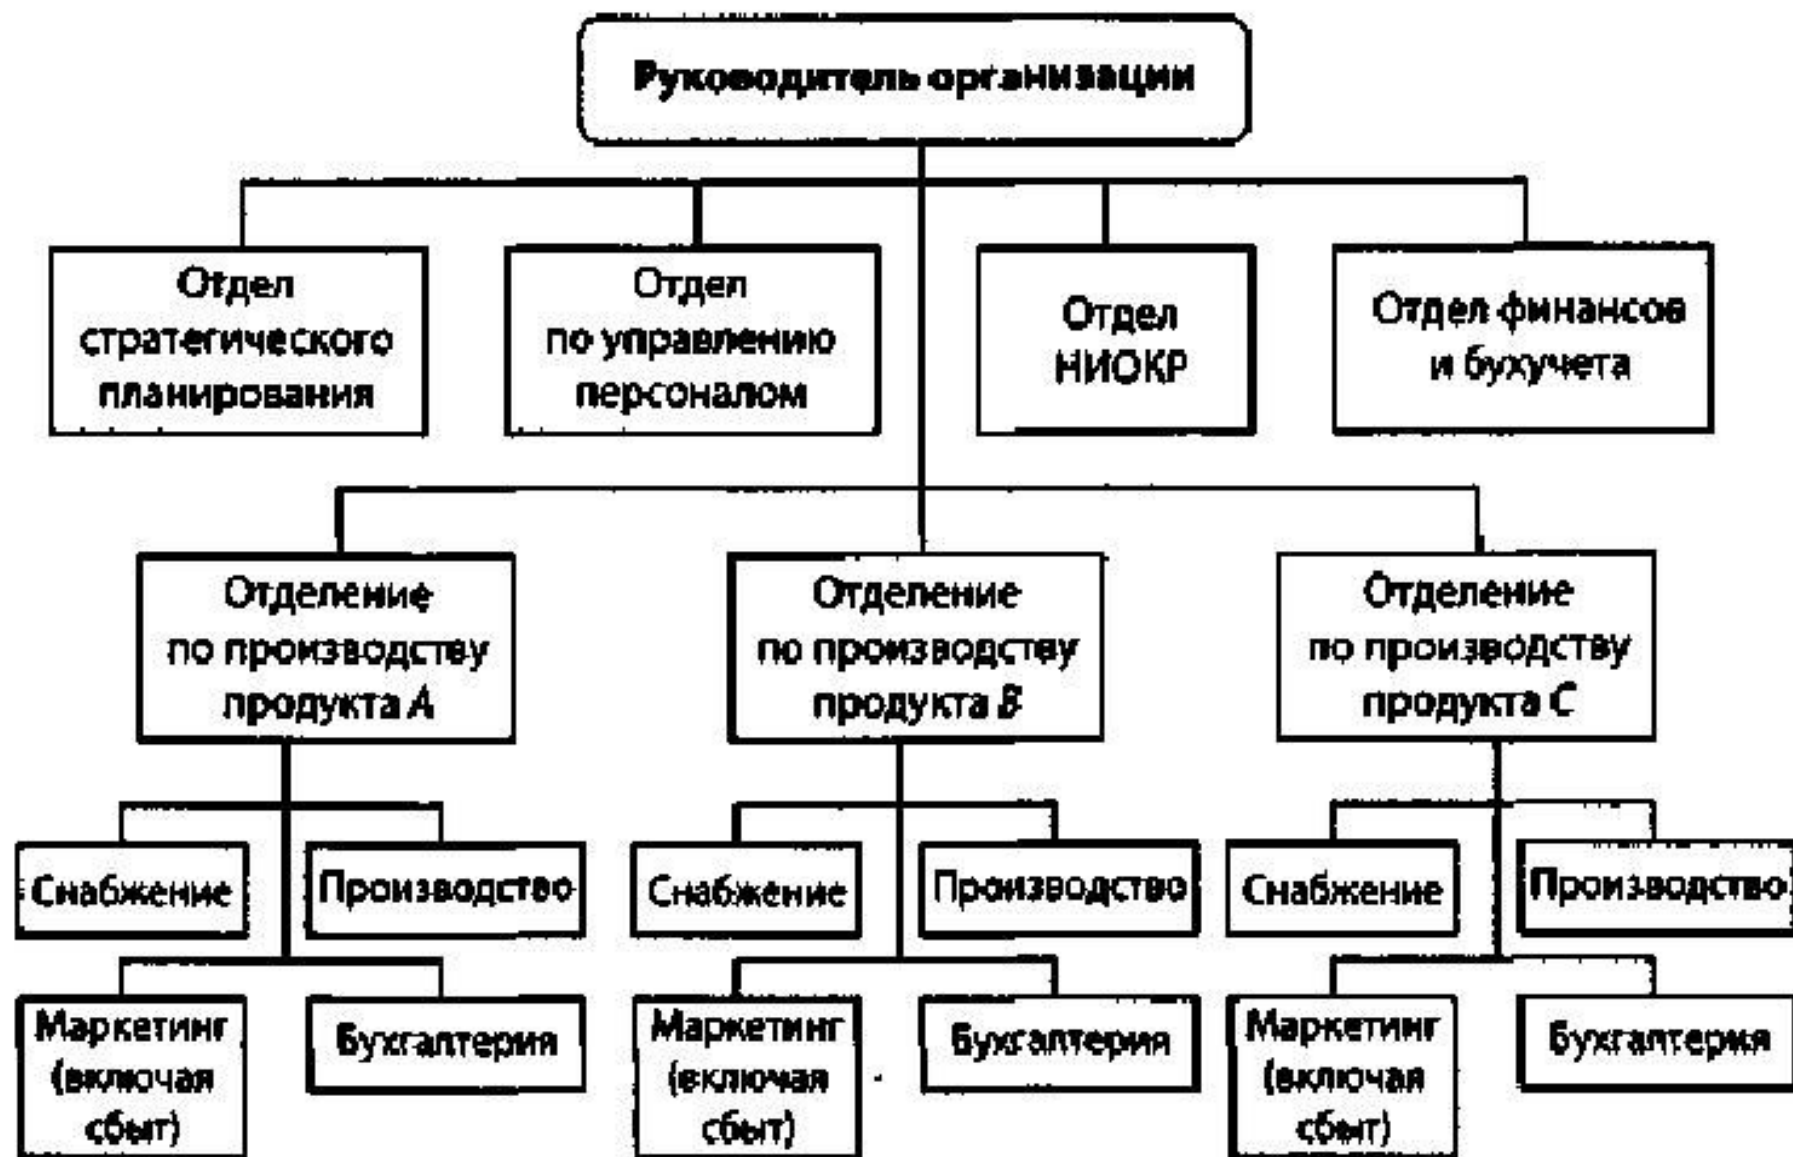 Руководитель организации
Отдел
стратегического
планирования
Отдел
по управлению
персоналом
Отдел
НИОКР
Отдел финансов
и бухучета
Отделение
по производству
продукта А
Отделение
по производству
продукта В
Отделение
по производству
продукта С
Снабжение
Производство
Снабжение
Производство
Снабжение
Производство
Маркетинг
(включая
сбыт)
Бухгалтерия
Маркетинг
(включая
сбыт)
Бухгалтерия
Маркетинг
(включая
сбыт)
Бухгалтерия